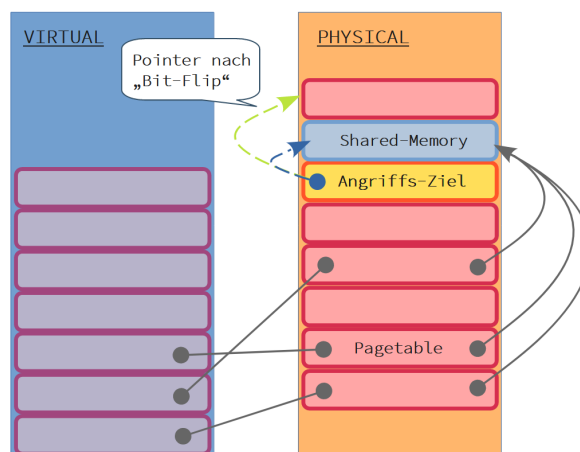 VIRTUAL
PHYSICAL
Pointer nach
„Bit-Flip“
Shared-Memory
Angriffs-Ziel
Pagetable